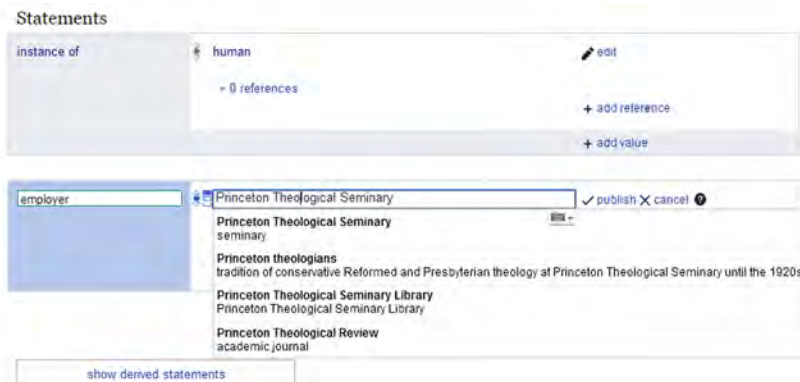 Statements
instance of
human
edit
0 references
+ add reference
+ add value
employer
Princeton Theological Seminary
publish
cancel
?
Princeton Theological Seminary
seminary
Princeton theologians
tradition of conservative Reformed and Presbyterian theology at Princeton Theological Seminary until the 1920s
Princeton Theological Seminary Library
Princeton Theological Seminary Library
Princeton Theological Review
academic journal
show derived statements